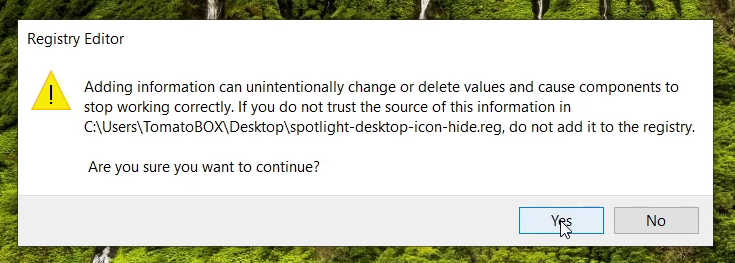 Registry Editor
Adding information can unintentionally change or delete values and cause components to
stop working correctly. If you do not trust the source of this information in
C:\Users\TomatoBOX\Desktop\spotlight-desktop-icon-hide.reg, do not add it to the registry.
Are you sure you want to continue?
Yes No